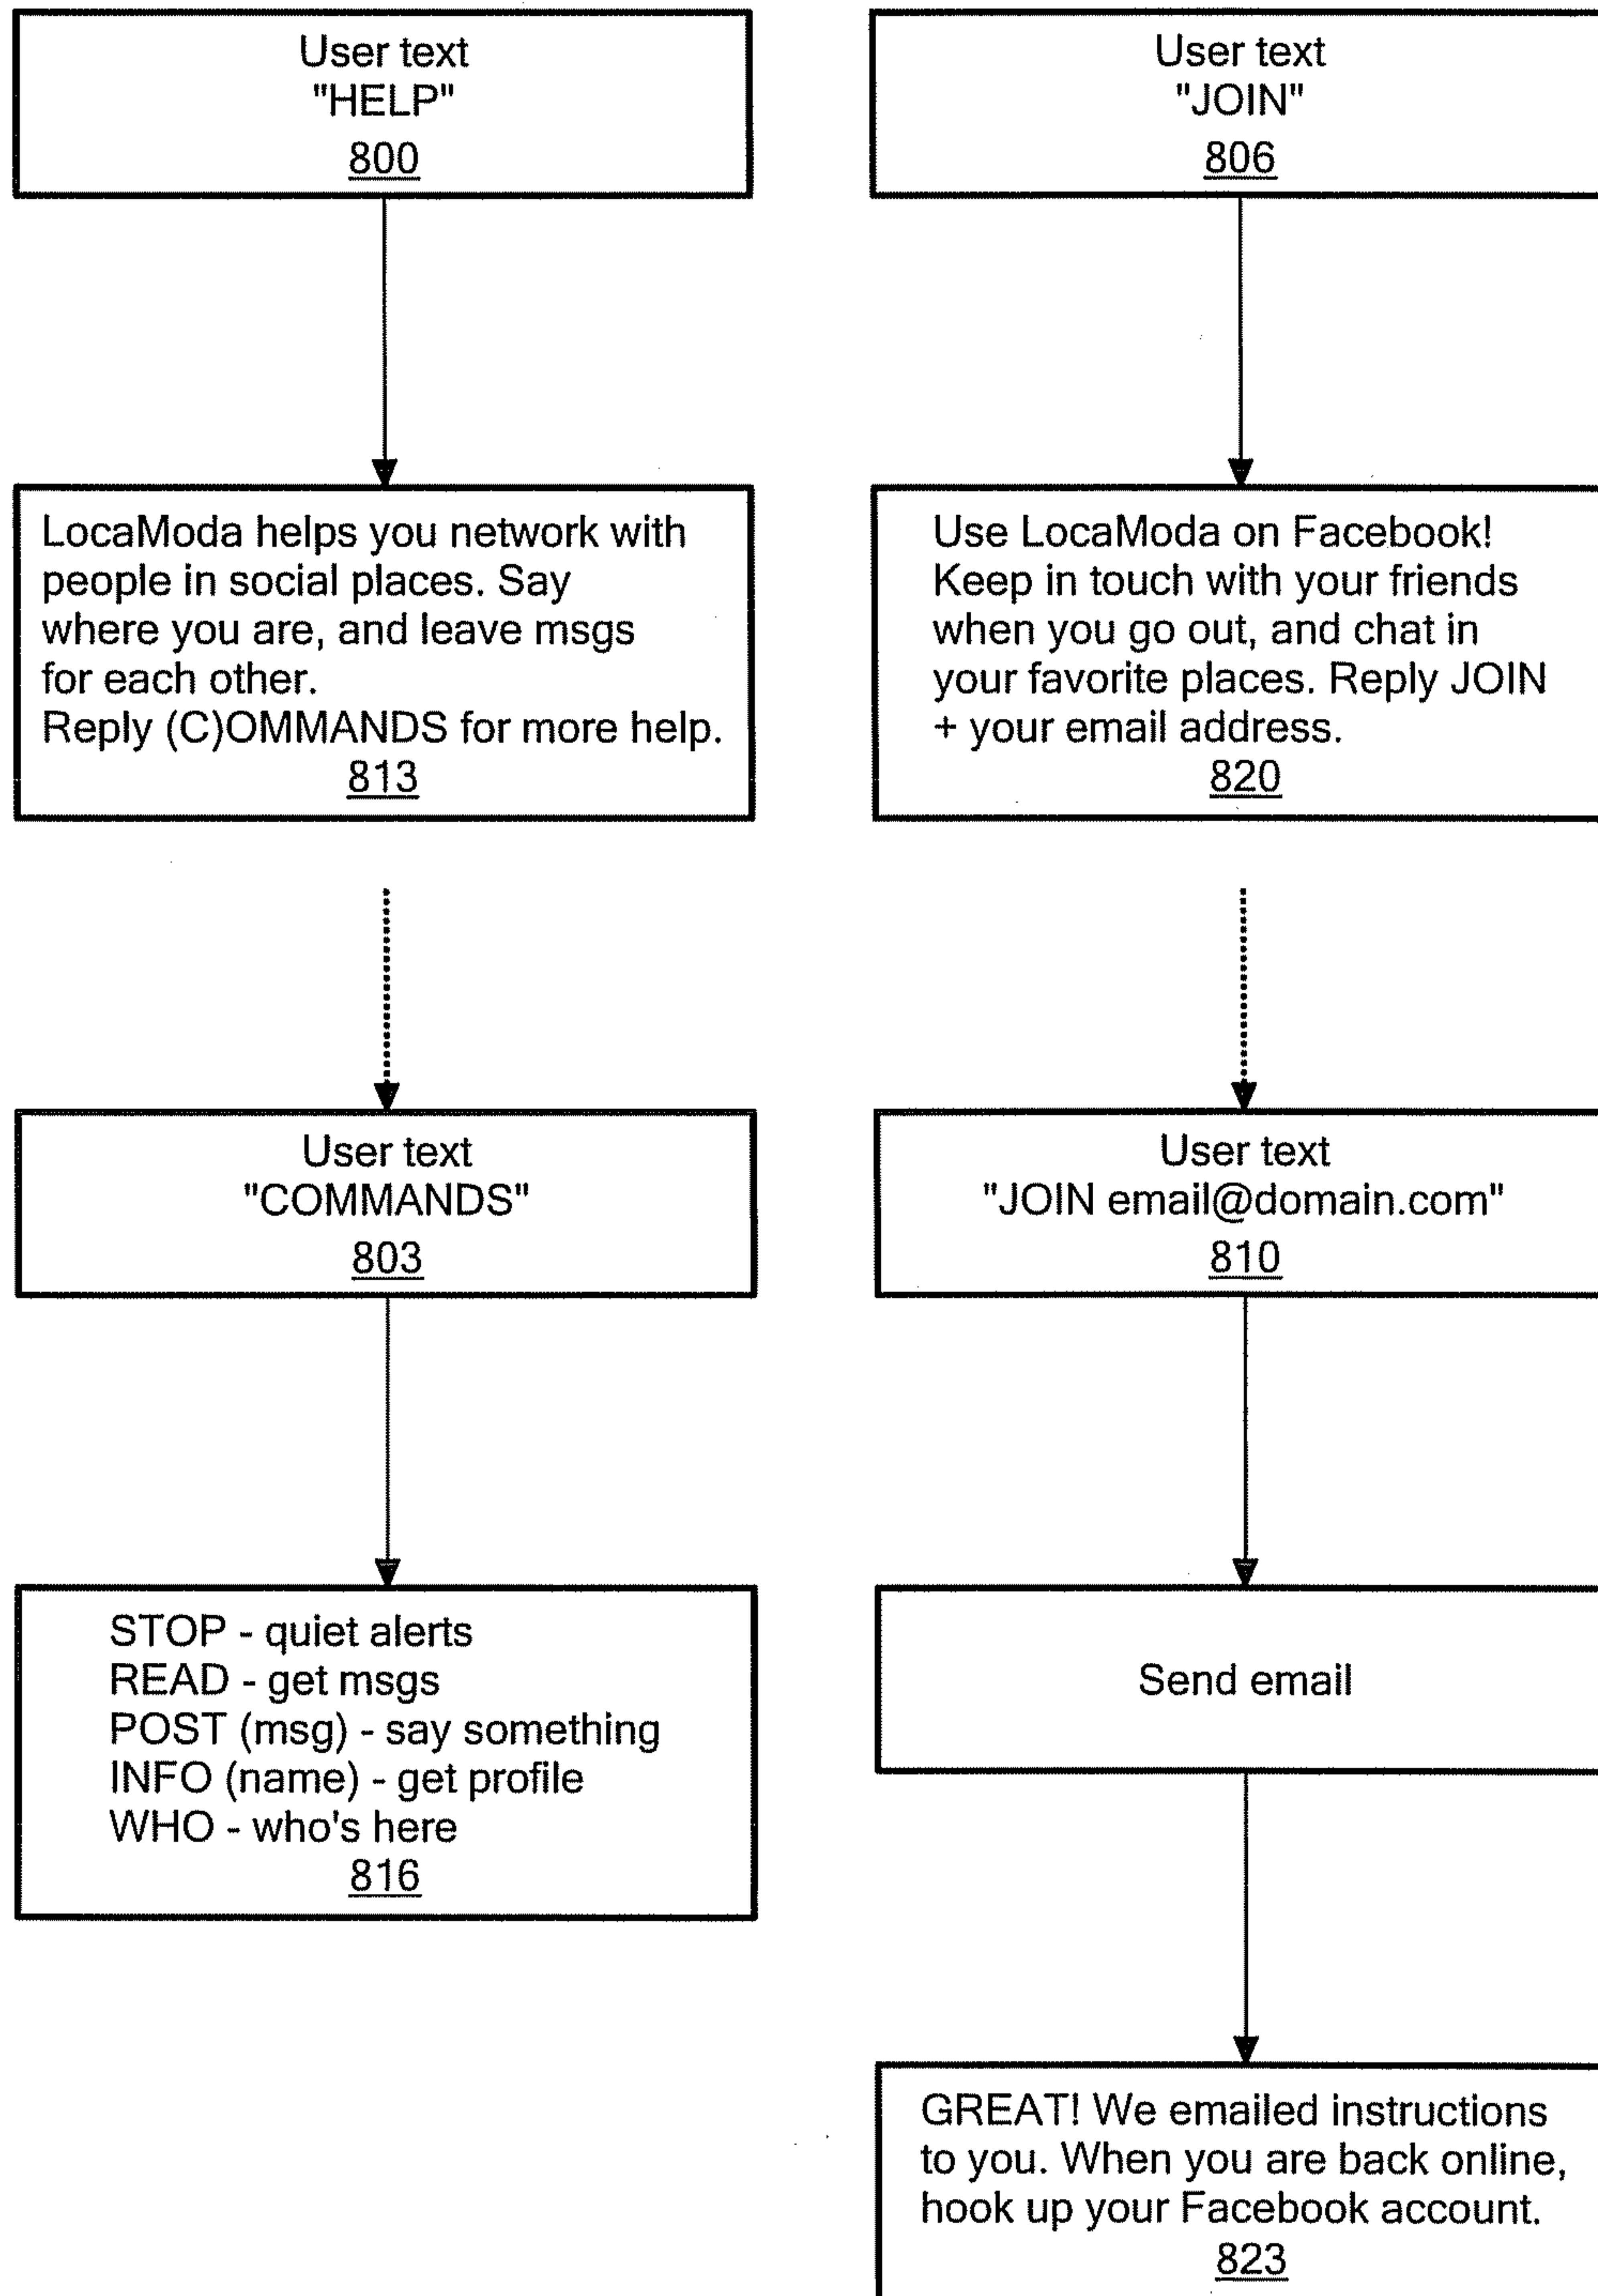 User text
"HELP"
800
LocaModa helps you network with
people in social places. Say
where you are, and leave msgs
for each other.
Reply (C)OMMANDS for more help.
813
User text
"COMMANDS"
803
STOP - quiet alerts
READ - get msgs
POST (msg) - say something
INFO (name) - get profile
WHO - who's here
816
User text
"JOIN"
806
Use LocaModa on Facebook!
Keep in touch with your friends
when you go out, and chat in
your favorite places. Reply JOIN
+ your email address.
820
User text
"JOIN email@domain.com"
810
Send email
GREAT! We emailed instructions
to you. When you are back online,
hook up your Facebook account.
823